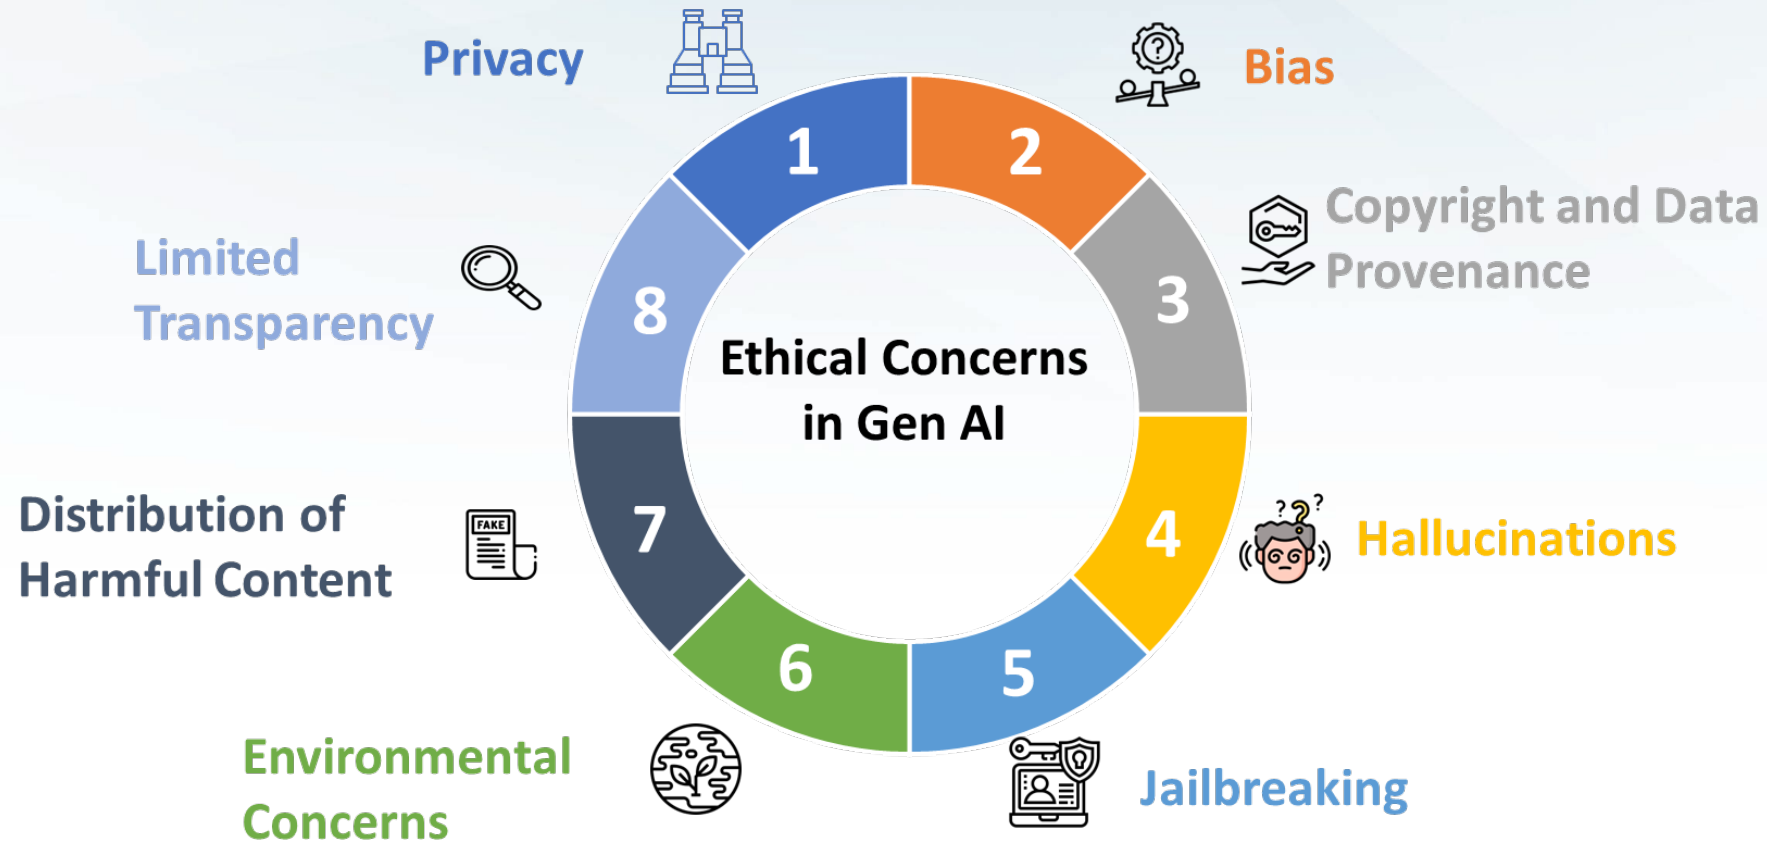 Privacy
1
Bias
2
Copyright and Data
Provenance
3
Hallucinations
4
Jailbreaking
5
Environmental
Concerns
6
Distribution of
Harmful Content
FAKE
7
Limited
Transparency
8
Ethical Concerns
in Gen AI
?
? ? ?